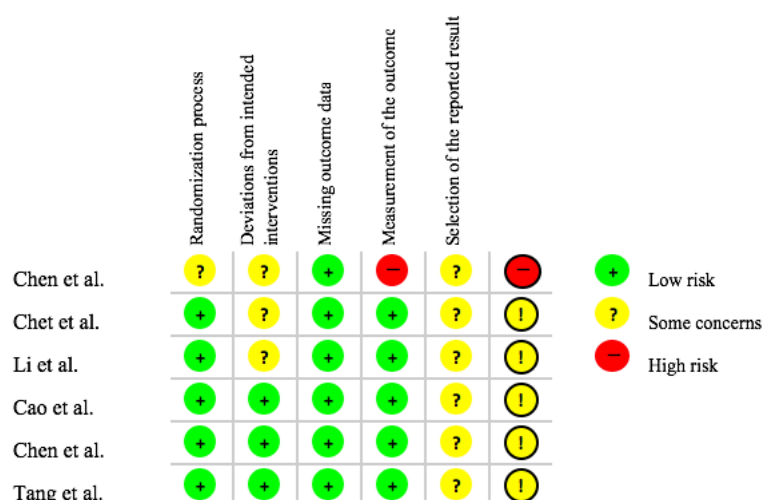 Randomization process
Deviations from intended
interventions
Missing outcome data
Measurement of the outcome
Selection of the reported result
Chen et al. ? ? + − ? −
+ Low risk
Chet et al. + ? + + ? !
? Some concerns
Li et al. + ? + + ? !
− High risk
Cao et al. + + + + ? !
Chen et al. + + + + ? !
Tang et al. + + + + ? !